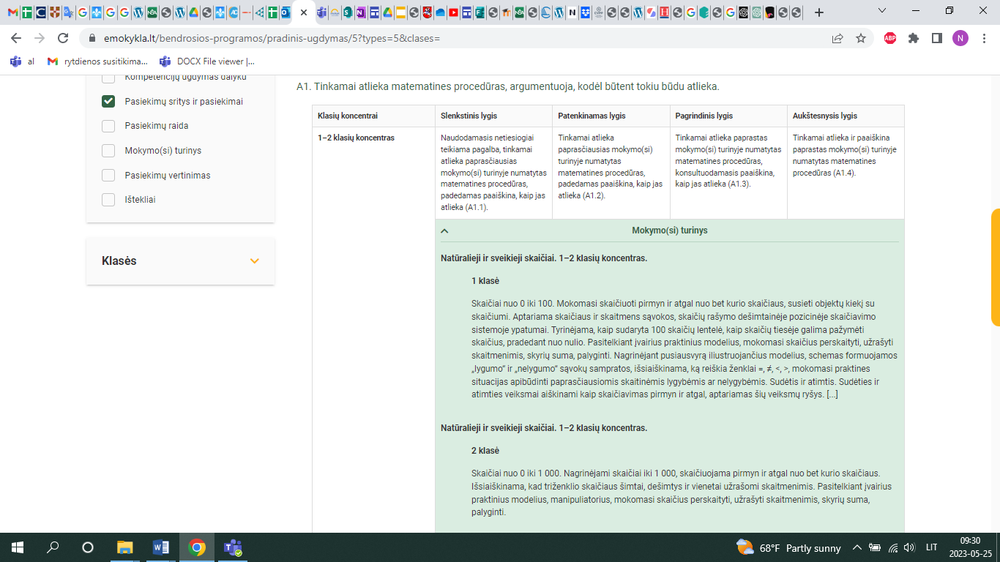 emokykla.lt/bendrosios-programos/pradinis-ugdymas/5?types=5&clases=
ABP
N
al
rytdienos susitikima...
DOCX File viewer |...
Kompetencijų ugdymas dalyku
Pasiekimų sritys ir pasiekimai
Pasiekimų raida
Mokymo(si) turinys
Pasiekimų vertinimas
Ištekliai
Klasės
A1. Tinkamai atlieka matematines procedūras, argumentuoja, kodėl būtent tokiu būdu atlieka.
Klasių koncentrai
Slenkstinis lygis
Patenkinamas lygis
Pagrindinis lygis
Aukštesnysis lygis
1–2 klasių koncentras
Naudodamasis netiesiogiai
teikiama pagalba, tinkamai
atlieka paprasčiausias
mokymo(si) turinyje numatytas
matematines procedūras,
padedamas paaiškina, kaip jas
atlieka (A1.1).
Tinkamai atlieka
paprasčiausias mokymo(si)
turinyje numatytas
matematines procedūras,
padedamas paaiškina, kaip jas
atlieka (A1.2).
Tinkamai atlieka paprastas
mokymo(si) turinyje numatytas
matematines procedūras,
konsultuodamasis paaiškina,
kaip jas atlieka (A1.3).
Tinkamai atlieka ir paaiškina
paprastas mokymo(si) turinyje
numatytas matematines
procedūras (A1.4).
Mokymo(si) turinys
Natūralieji ir sveikieji skaičiai. 1–2 klasių koncentras.
1 klasė
Skaičiai nuo 0 iki 100. Mokomasi skaičiuoti pirmyn ir atgal nuo bet kurio skaičiaus, susieti objektų kiekį su
skaičiumi. Aptariama skaičiaus ir skaitmens sąvokos, skaičių rašymo dešimtainėje pozicinėje skaičiavimo
sistemoje ypatumai. Tyrinėjama, kaip sudaryta 100 skaičių lentelė, kaip skaičių tiesėje galima pažymėti
skaičius, pradedant nuo nulio. Pasitelkiant įvairius praktinius modelius, mokomasi skaičius perskaityti, užrašyti
skaitmenimis, skyrių suma, palyginti. Nagrinėjant pusiausvyrą iliustruojančius modelius, schemas formuojamos
„lygumo“ ir „nelygumo“ sąvokų sampratos, išsiaiškinama, ką reiškia ženklai =, ≠, <, >, mokomasi praktines
situacijas apibūdinti paprasčiausiomis skaitinėmis lygybėmis ar nelygybėmis. Sudėtis ir atimtis. Sudėties ir
atimties veiksmai aiškinami kaip skaičiavimas pirmyn ir atgal, aptariamas šių veiksmų ryšys. [...]
Natūralieji ir sveikieji skaičiai. 1–2 klasių koncentras.
2 klasė
Skaičiai nuo 0 iki 1 000. Nagrinėjami skaičiai iki 1 000, skaičiuojama pirmyn ir atgal nuo bet kurio skaičiaus.
Išsiaiškinama, kad triženklio skaičiaus šimtai, dešimtys ir vienetai užrašomi skaitmenimis. Pasitelkiant įvairius
praktinius modelius, manipuliatorius, mokomasi skaičius perskaityti, užrašyti skaitmenimis, skyrių suma,
palyginti.
68°F Partly sunny
LIT
09:30
2023-05-25